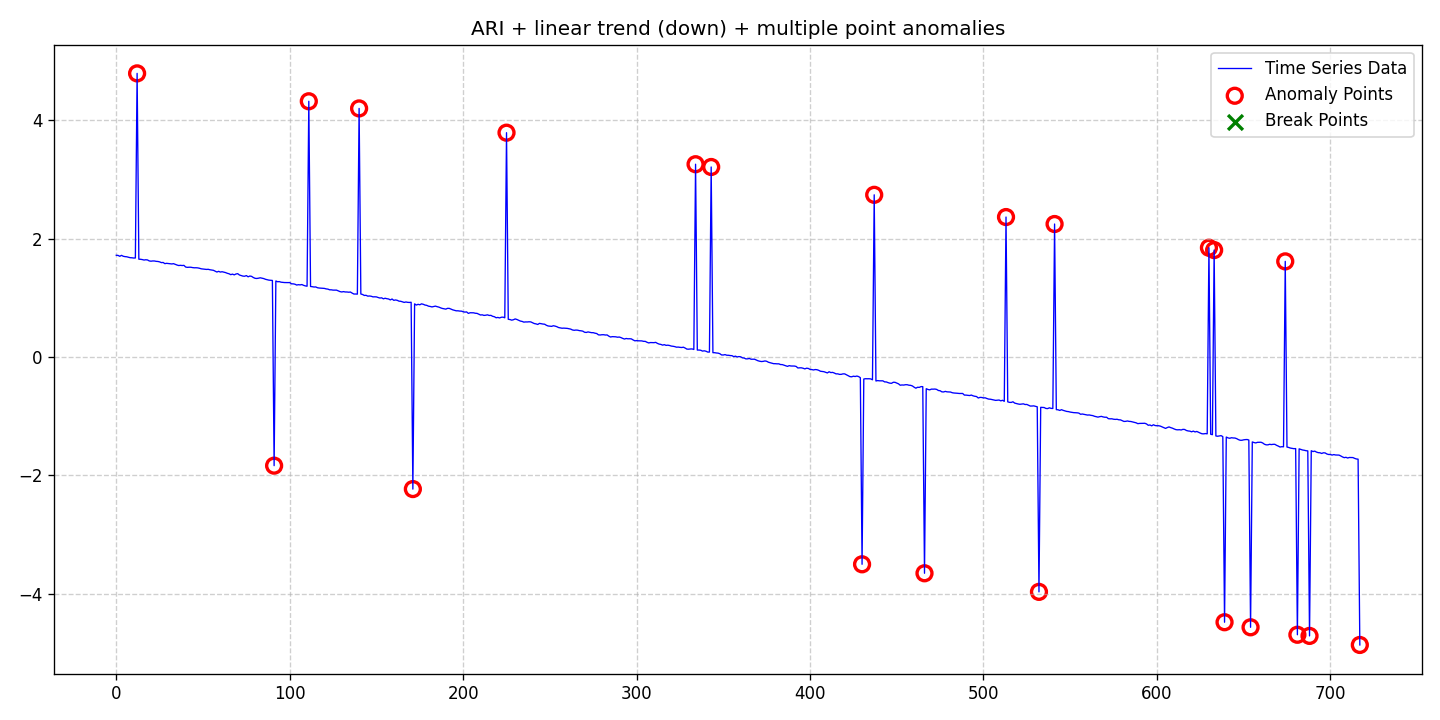 ARI + linear trend (down) + multiple point anomalies
Time Series Data
Anomaly Points
Break Points
4
2
0
−2
−4
0 100 200 300 400 500 600 700